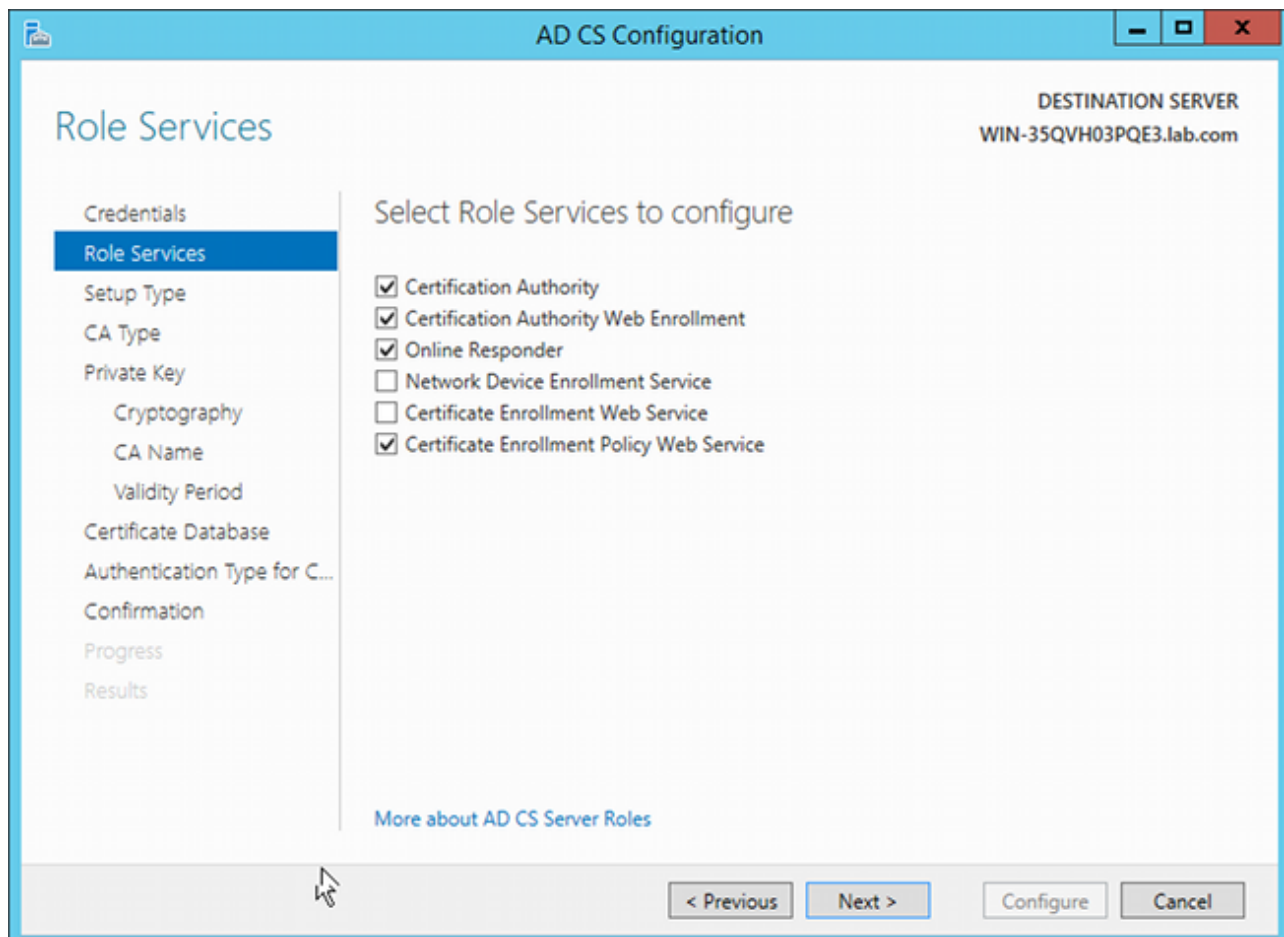 AD CS Configuration
Role Services
DESTINATION SERVER
WIN-35QVH03PQE3.lab.com
Credentials
Role Services
Setup Type
CA Type
Private Key
Cryptography
CA Name
Validity Period
Certificate Database
Authentication Type for C...
Confirmation
Progress
Results
Select Role Services to configure
Certification Authority
Certification Authority Web Enrollment
Online Responder
Network Device Enrollment Service
Certificate Enrollment Web Service
Certificate Enrollment Policy Web Service
More about AD CS Server Roles
< Previous
Next >
Configure
Cancel